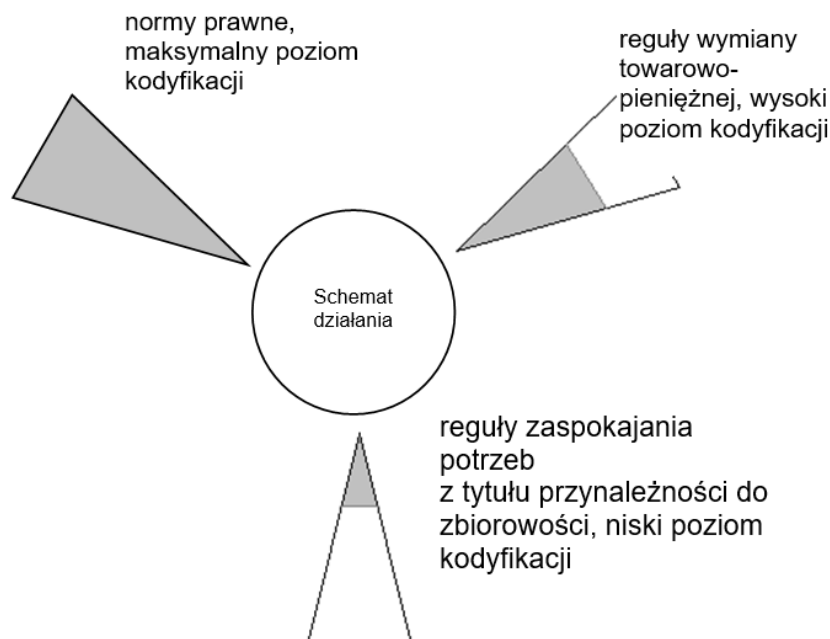 normy prawne,
maksymalny poziom
kodyfikacji
reguły wymiany
towarowo-
pieniężnej, wysoki
poziom kodyfikacji
Schemat
działania
reguły zaspokajania
potrzeb
z tytułu przynależności do
zbiorowości, niski poziom
kodyfikacji